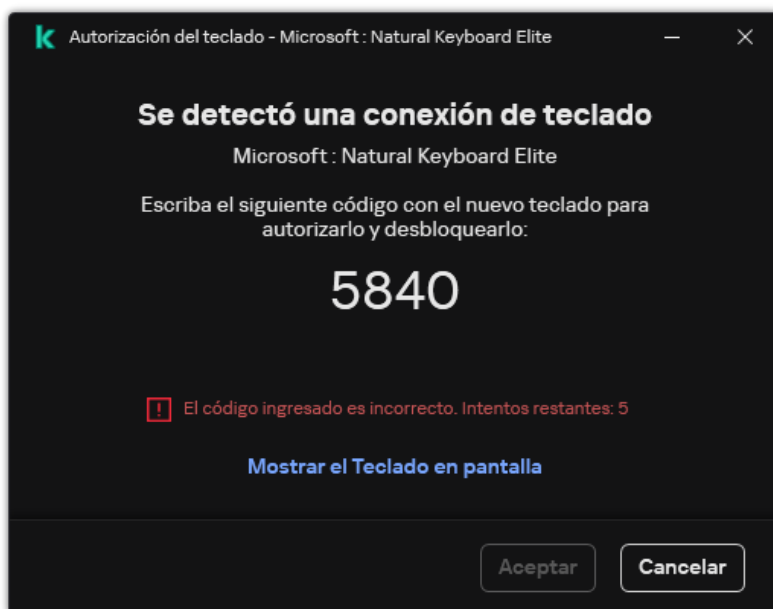 Autorización del teclado - Microsoft : Natural Keyboard Elite
Se detectó una conexión de teclado
Microsoft : Natural Keyboard Elite
Escriba el siguiente código con el nuevo teclado para
autorizarlo y desbloquearlo:
5840
El código ingresado es incorrecto. Intentos restantes: 5
Mostrar el Teclado en pantalla
Aceptar
Cancelar